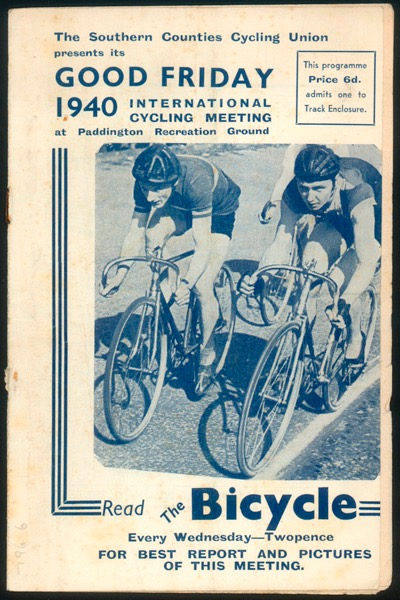 The Southern Counties Cycling Union
presents its
GOOD FRIDAY
1940 INTERNATIONAL
CYCLING MEETING
at Paddington Recreation Ground
This programme
Price 6d.
admits one to
Track Enclosure.
Read The Bicycle
Every Wednesday—Twopence
FOR BEST REPORT AND PICTURES
OF THIS MEETING.